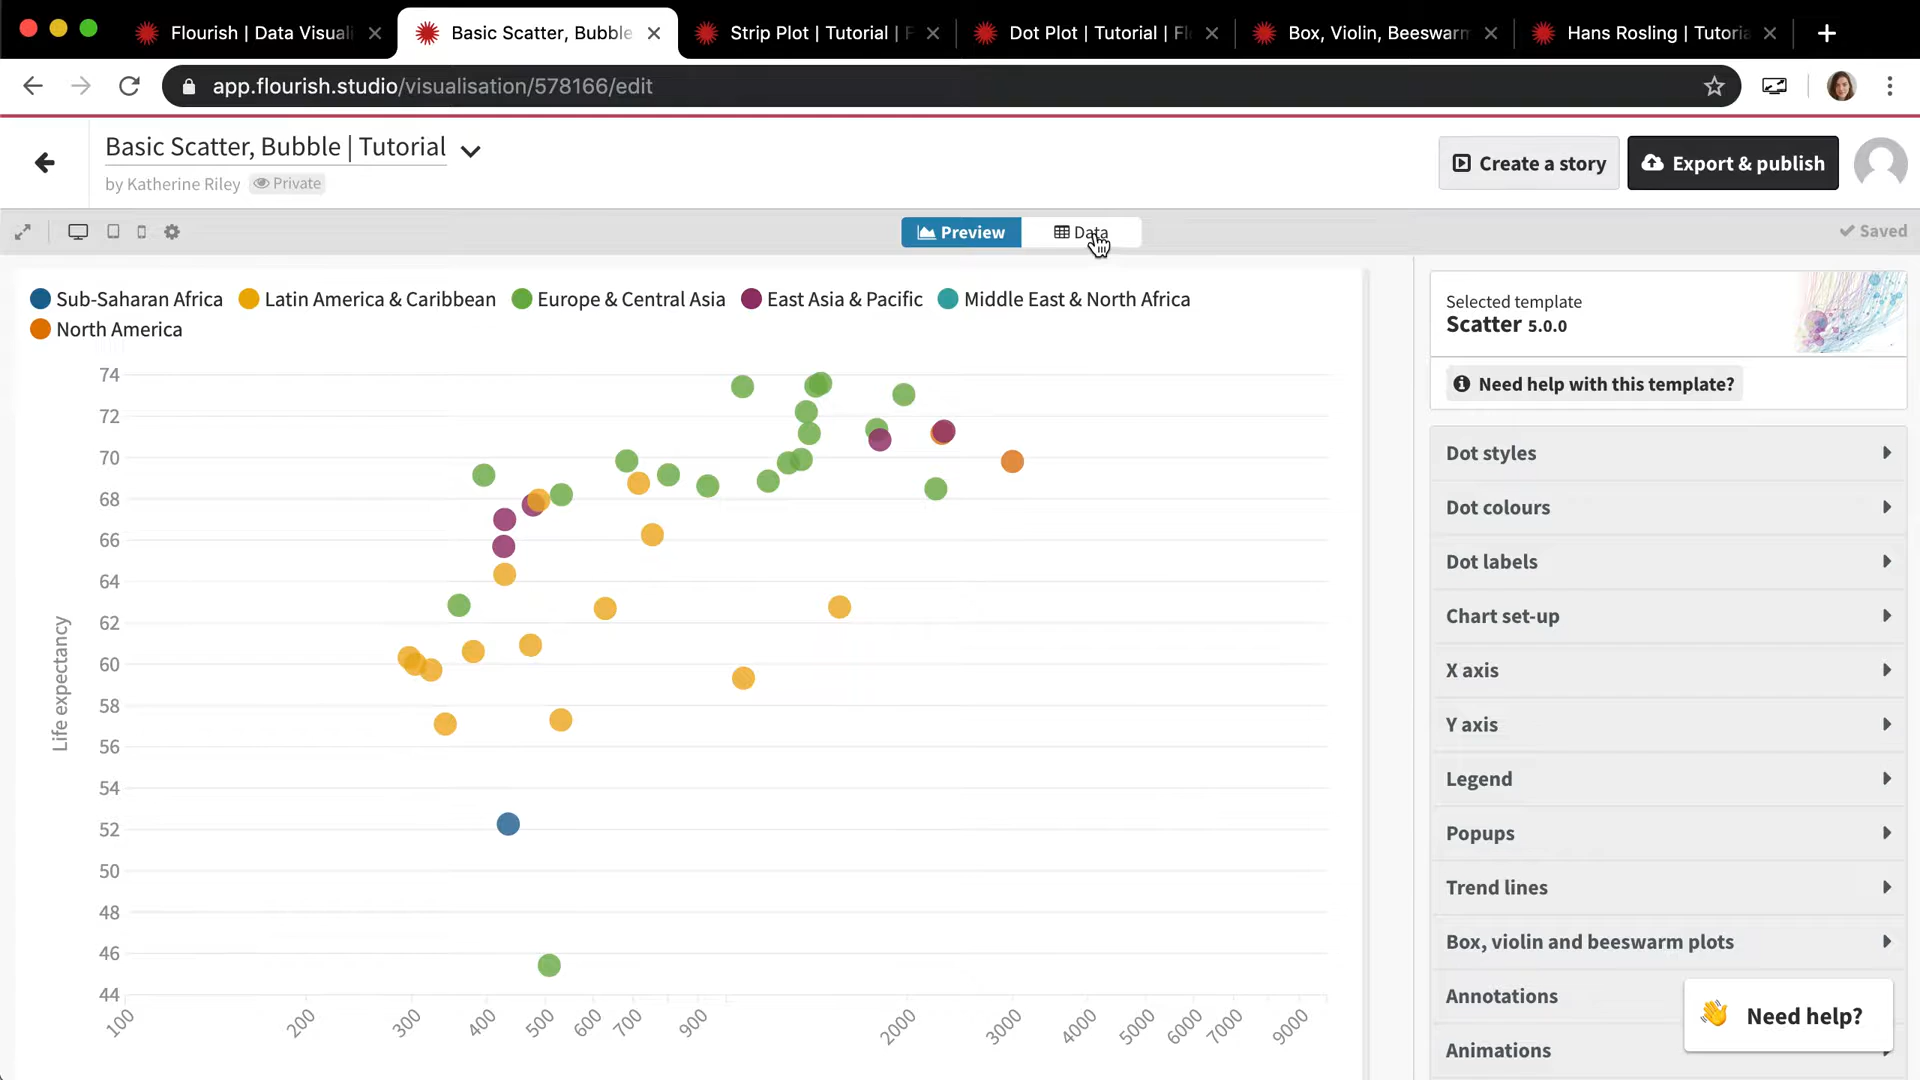 Flourish | Data Visuali
Basic Scatter, Bubble
Strip Plot | Tutorial | F
Dot Plot | Tutorial | Fl
Box, Violin, Beeswarm
Hans Rosling | Tutoria
app.flourish.studio/visualisation/578166/edit
Basic Scatter, Bubble | Tutorial
by Katherine Riley Private
Create a story
Export & publish
Preview
Data
Saved
Sub-Saharan Africa Latin America & Caribbean Europe & Central Asia East Asia & Pacific Middle East & North Africa
North America
74
72
70
68
66
64
62
60
58
56
54
52
50
48
46
44
Life expectancy
100 200 300 400 500 600 700 900 2000 3000 4000 5000 6000 7000 9000
Selected template
Scatter 5.0.0
Need help with this template?
Dot styles
Dot colours
Dot labels
Chart set-up
X axis
Y axis
Legend
Popups
Trend lines
Box, violin and beeswarm plots
Annotations
Animations
Need help?